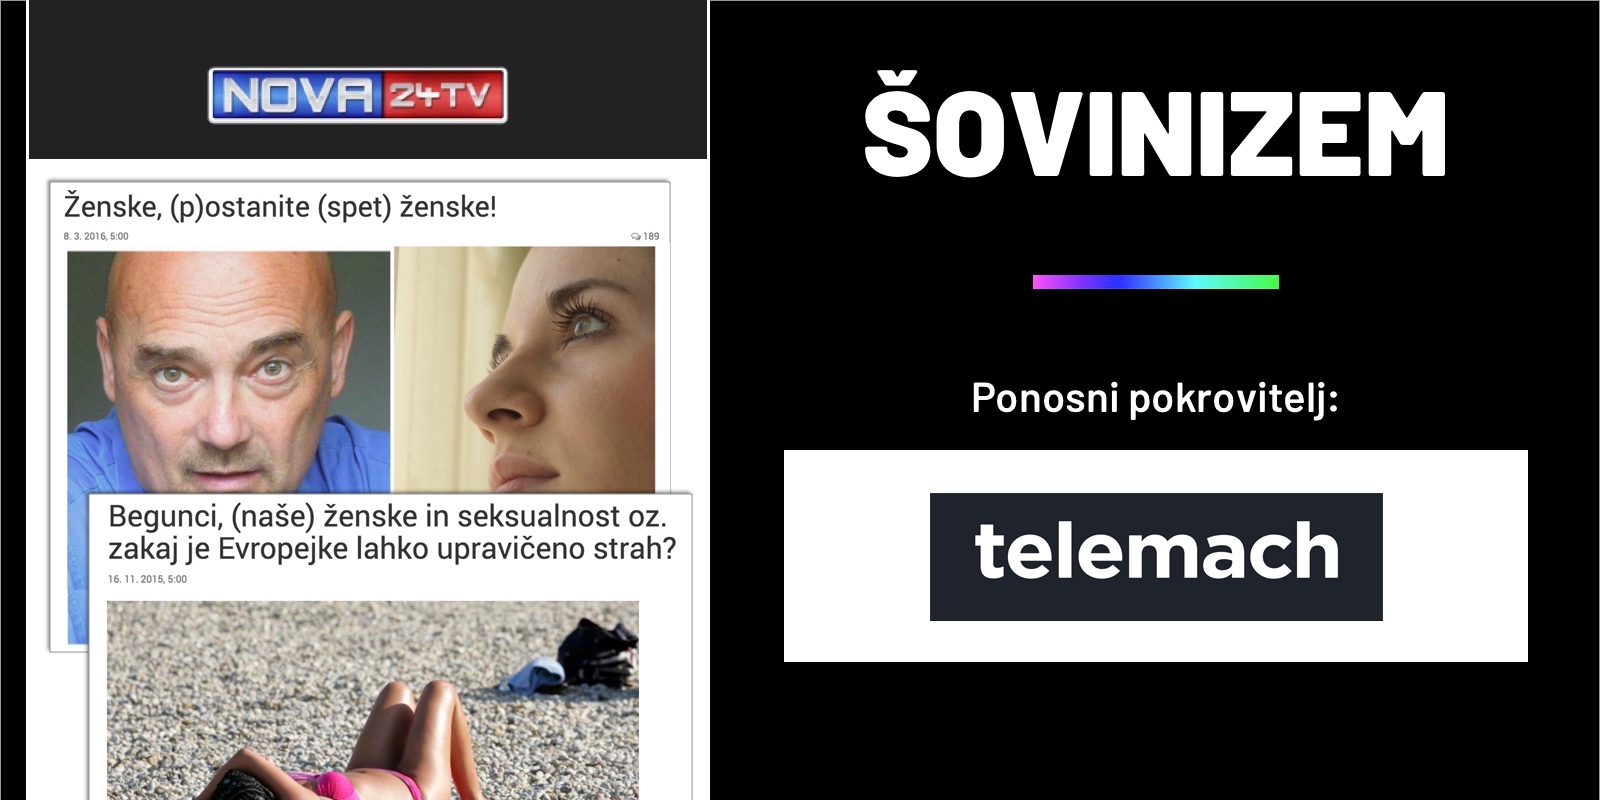 NOVA 24TV
Ženske, (p)ostanite (spet) ženske!
8. 3. 2016, 5:00
189
Begunci, (naše) ženske in seksualnost oz.
zakaj je Evropejke lahko upravičeno strah?
16. 11. 2015, 5:00
ŠOVINIZEM
Ponosni pokrovitelj:
telemach